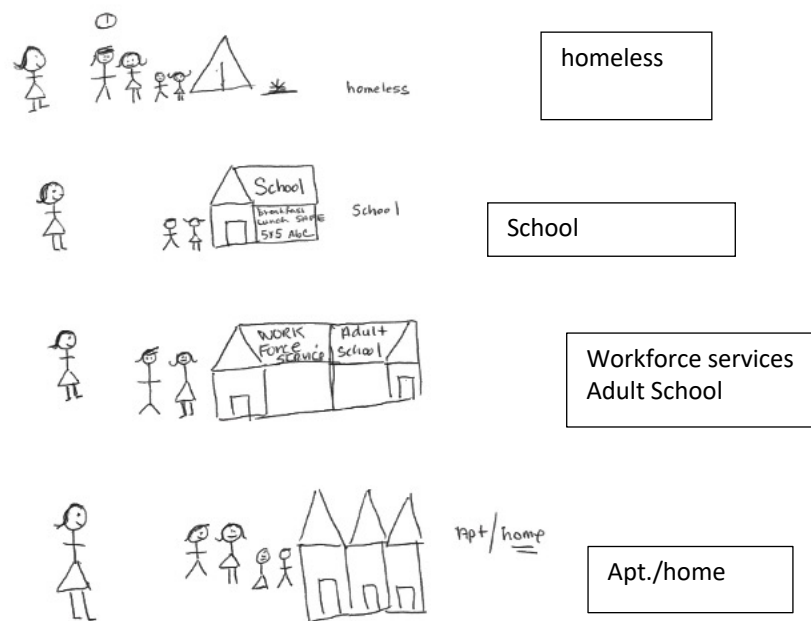 homeless
homeless
School
breakfast
Lunch SAFE
5x5 ABC
School
School
WORK
Force
Service
Adult
School
Workforce services
Adult School
Apt/home
Apt./home